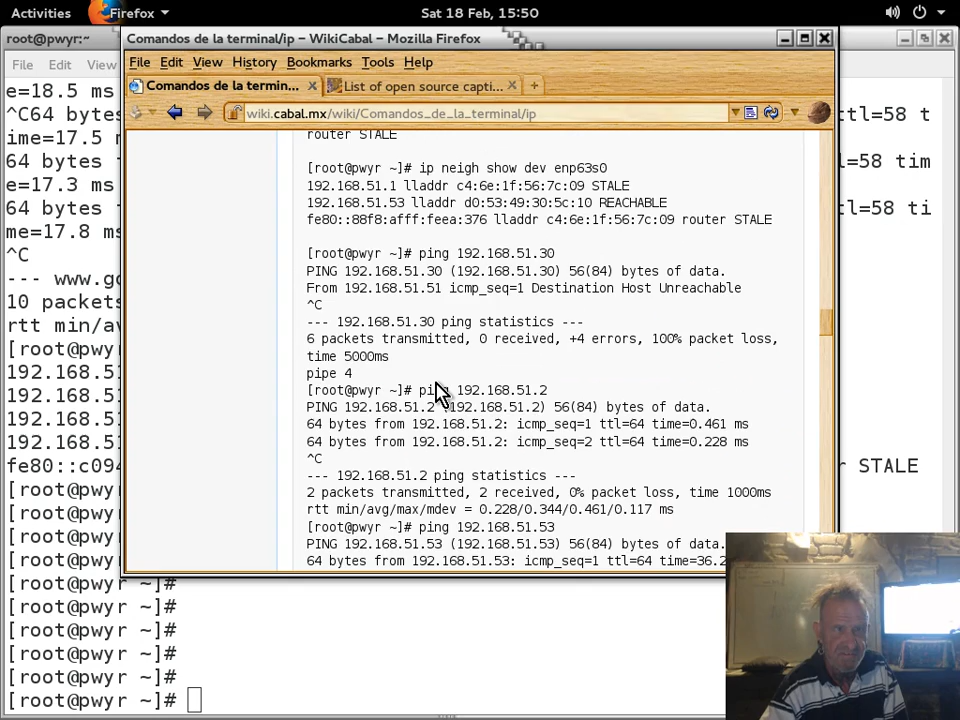 Activities Firefox Sat 18 Feb, 15:50
root@pwyr:~
File Edit View
e=18.5 ms
^C64 bytes
ttl=58 t
ime=17.5
64 bytes
ttl=58 tim
e=17.3 ms
64 bytes
tl=58 ti
me=17.8 w
^C
--- www.go
10 packets
rtt min/av
[root@pwyr
192.168.51
192.168.51
192.168.51
192.168.51
fe80::c094
r STALE
[root@pwyr
[root@pwyr
[root@pwyr
[root@pwyr
[root@pwyr ~]#
[root@pwyr ~]#
[root@pwyr ~]#
[root@pwyr ~]#
[root@pwyr ~]#
[root@pwyr ~]#
Comandos de la terminal/ip – WikiCabal – Mozilla Firefox
File Edit View History Bookmarks Tools Help
Comandos de la termin... List of open source capti...
wiki.cabal.mx/wiki/Comandos_de_la_terminal/ip
router STALE
[root@pwyr ~]# ip neigh show dev enp63s0
192.168.51.1 lladdr c4:6e:1f:56:7c:09 STALE
192.168.51.53 lladdr d0:53:49:30:5c:10 REACHABLE
fe80::88f8:afff:feea:376 lladdr c4:6e:1f:56:7c:09 router STALE
[root@pwyr ~]# ping 192.168.51.30
PING 192.168.51.30 (192.168.51.30) 56(84) bytes of data.
From 192.168.51.51 icmp_seq=1 Destination Host Unreachable
^C
--- 192.168.51.30 ping statistics ---
6 packets transmitted, 0 received, +4 errors, 100% packet loss,
time 5000ms
pipe 4
[root@pwyr ~]# ping 192.168.51.2
PING 192.168.51.2 (192.168.51.2) 56(84) bytes of data.
64 bytes from 192.168.51.2: icmp_seq=1 ttl=64 time=0.461 ms
64 bytes from 192.168.51.2: icmp_seq=2 ttl=64 time=0.228 ms
^C
--- 192.168.51.2 ping statistics ---
2 packets transmitted, 2 received, 0% packet loss, time 1000ms
rtt min/avg/max/mdev = 0.228/0.344/0.461/0.117 ms
[root@pwyr ~]# ping 192.168.51.53
PING 192.168.51.53 (192.168.51.53) 56(84) bytes of data.
64 bytes from 192.168.51.53: icmp_seq=1 ttl=64 time=36.2